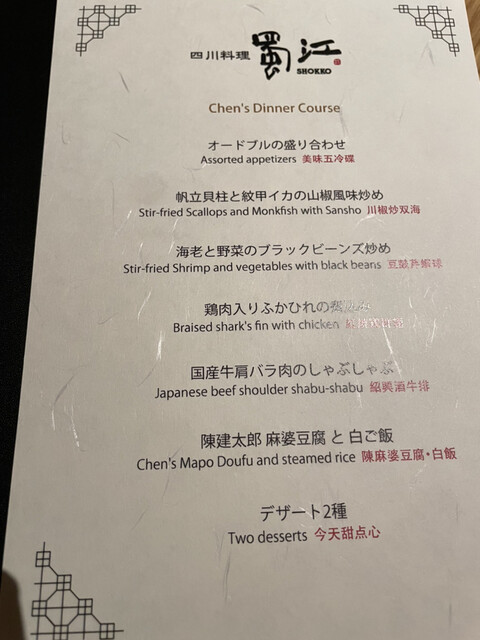 四川料理 蜀江
SHOKKO
Chen's Dinner Course
オードブルの盛り合わせ
Assorted appetizers 美味五冷碟
帆立貝柱と紋甲イカの山椒風味炒め
Stir-fried Scallops and Monkfish with Sansho 川椒炒双海
海老と野菜のブラックビーンズ炒め
Stir-fried Shrimp and vegetables with black beans
鶏肉入りふかひれの
Braised shark's fin with chicken
国産牛肩バラ肉のしゃぶしゃぶ
Japanese beef shoulder shabu-shabu 紹興酒牛排
陳建太郎 麻婆豆腐 と 白ご飯
Chen's Mapo Doufu and steamed rice 陳麻婆豆腐・白飯
デザート2種
Two desserts 今天甜点心